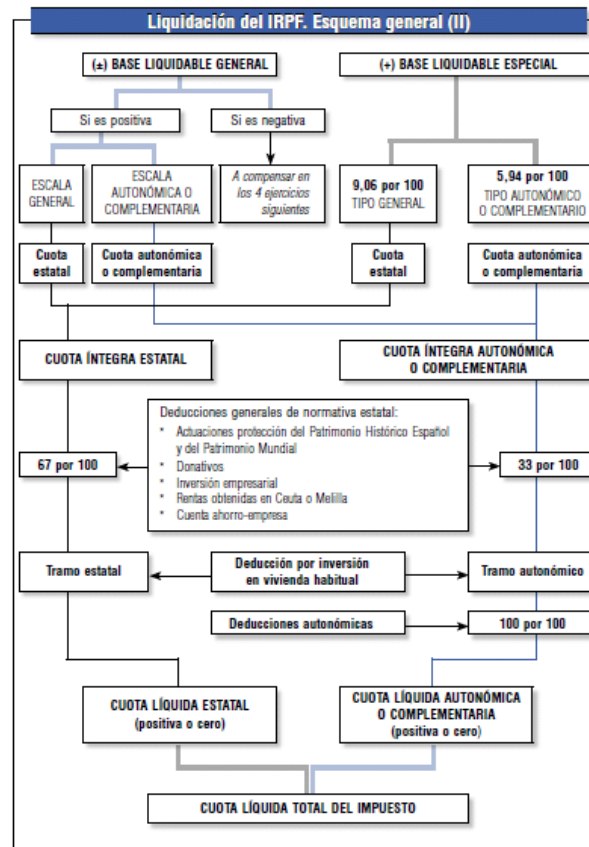 Liquidación del IRPF. Esquema general (II)
(±) BASE LIQUIDABLE GENERAL
(+) BASE LIQUIDABLE ESPECIAL
Si es positiva
Si es negativa
ESCALA
GENERAL
ESCALA
AUTONÓMICA O
COMPLEMENTARIA
A compensar en
los 4 ejercicios
siguientes
9,06 por 100
TIPO GENERAL
5,94 por 100
TIPO AUTONÓMICO
O COMPLEMENTARIO
Cuota
estatal
Cuota autonómica
o complementaria
Cuota
estatal
Cuota autonómica
o complementaria
CUOTA ÍNTEGRA ESTATAL
CUOTA ÍNTEGRA AUTONÓMICA
O COMPLEMENTARIA
Deducciones generales de normativa estatal:
* Actuaciones protección del Patrimonio Histórico Español
y del Patrimonio Mundial
* Donativos
* Inversión empresarial
* Rentas obtenidas en Ceuta o Melilla
* Cuenta ahorro-empresa
67 por 100
33 por 100
Tramo estatal
Deducción por inversión
en vivienda habitual
Tramo autonómico
Deducciones autonómicas
100 por 100
CUOTA LÍQUIDA ESTATAL
(positiva o cero)
CUOTA LÍQUIDA AUTONÓMICA
O COMPLEMENTARIA
(positiva o cero)
CUOTA LÍQUIDA TOTAL DEL IMPUESTO